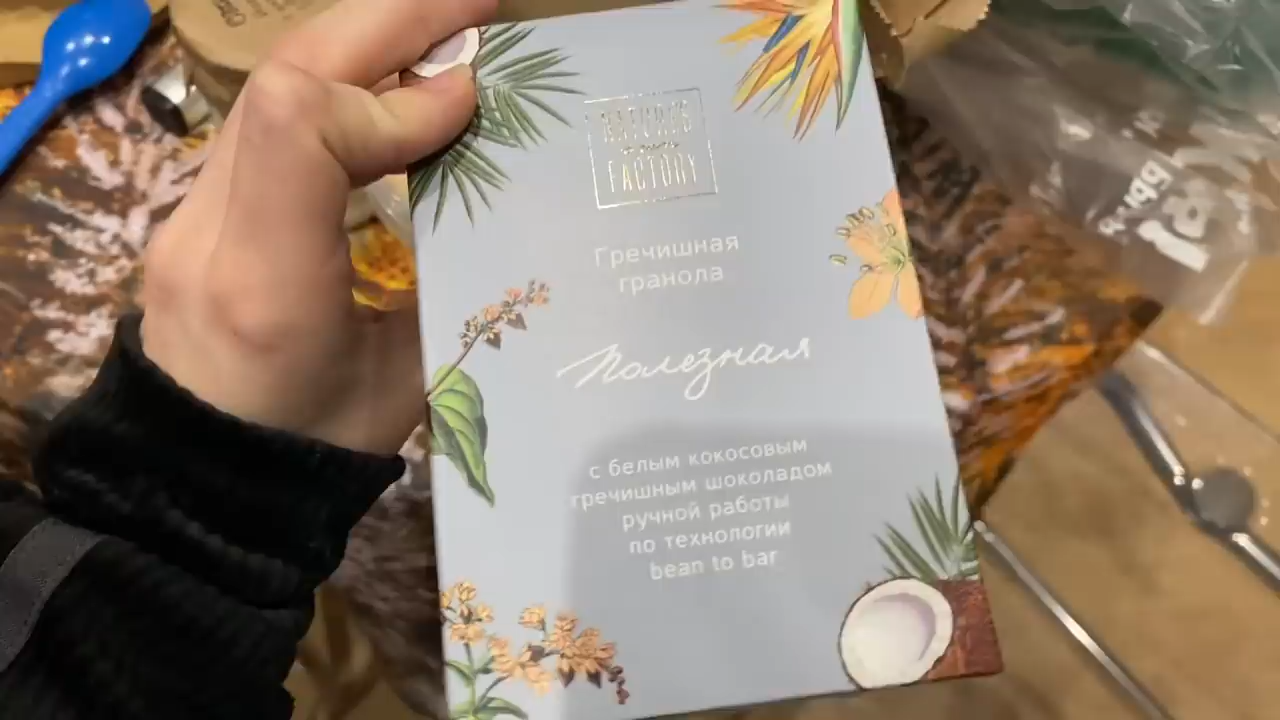 NATURE'S
FACTORY
Гречишная
гранола
Полезная
с белым кокосовым
гречишным шоколадом
ручной работы
по технологии
bean to bar